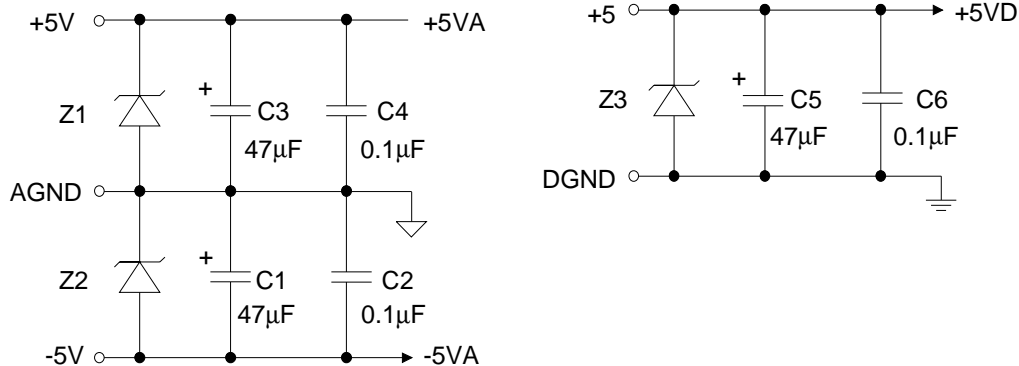 +5V
+5VA
Z1
+
C3
47µF
C4
0.1µF
AGND
Z2
+
C1
47µF
C2
0.1µF
-5V
-5VA
+5
+5VD
Z3
+
C5
47µF
C6
0.1µF
DGND